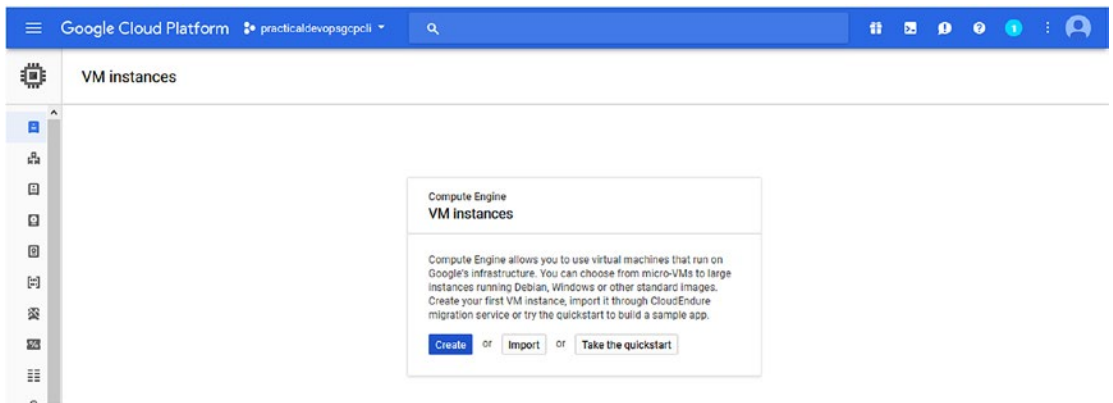 Google Cloud Platform practicaldevopsgcpcli 1
VM instances
Compute Engine
VM instances
Compute Engine allows you to use virtual machines that run on
Google's infrastructure. You can choose from micro-VMs to large
instances running Debian, Windows or other standard images.
Create your first VM instance, import it through CloudEndure
migration service or try the quickstart to build a sample app.
Create or Import or Take the quickstart